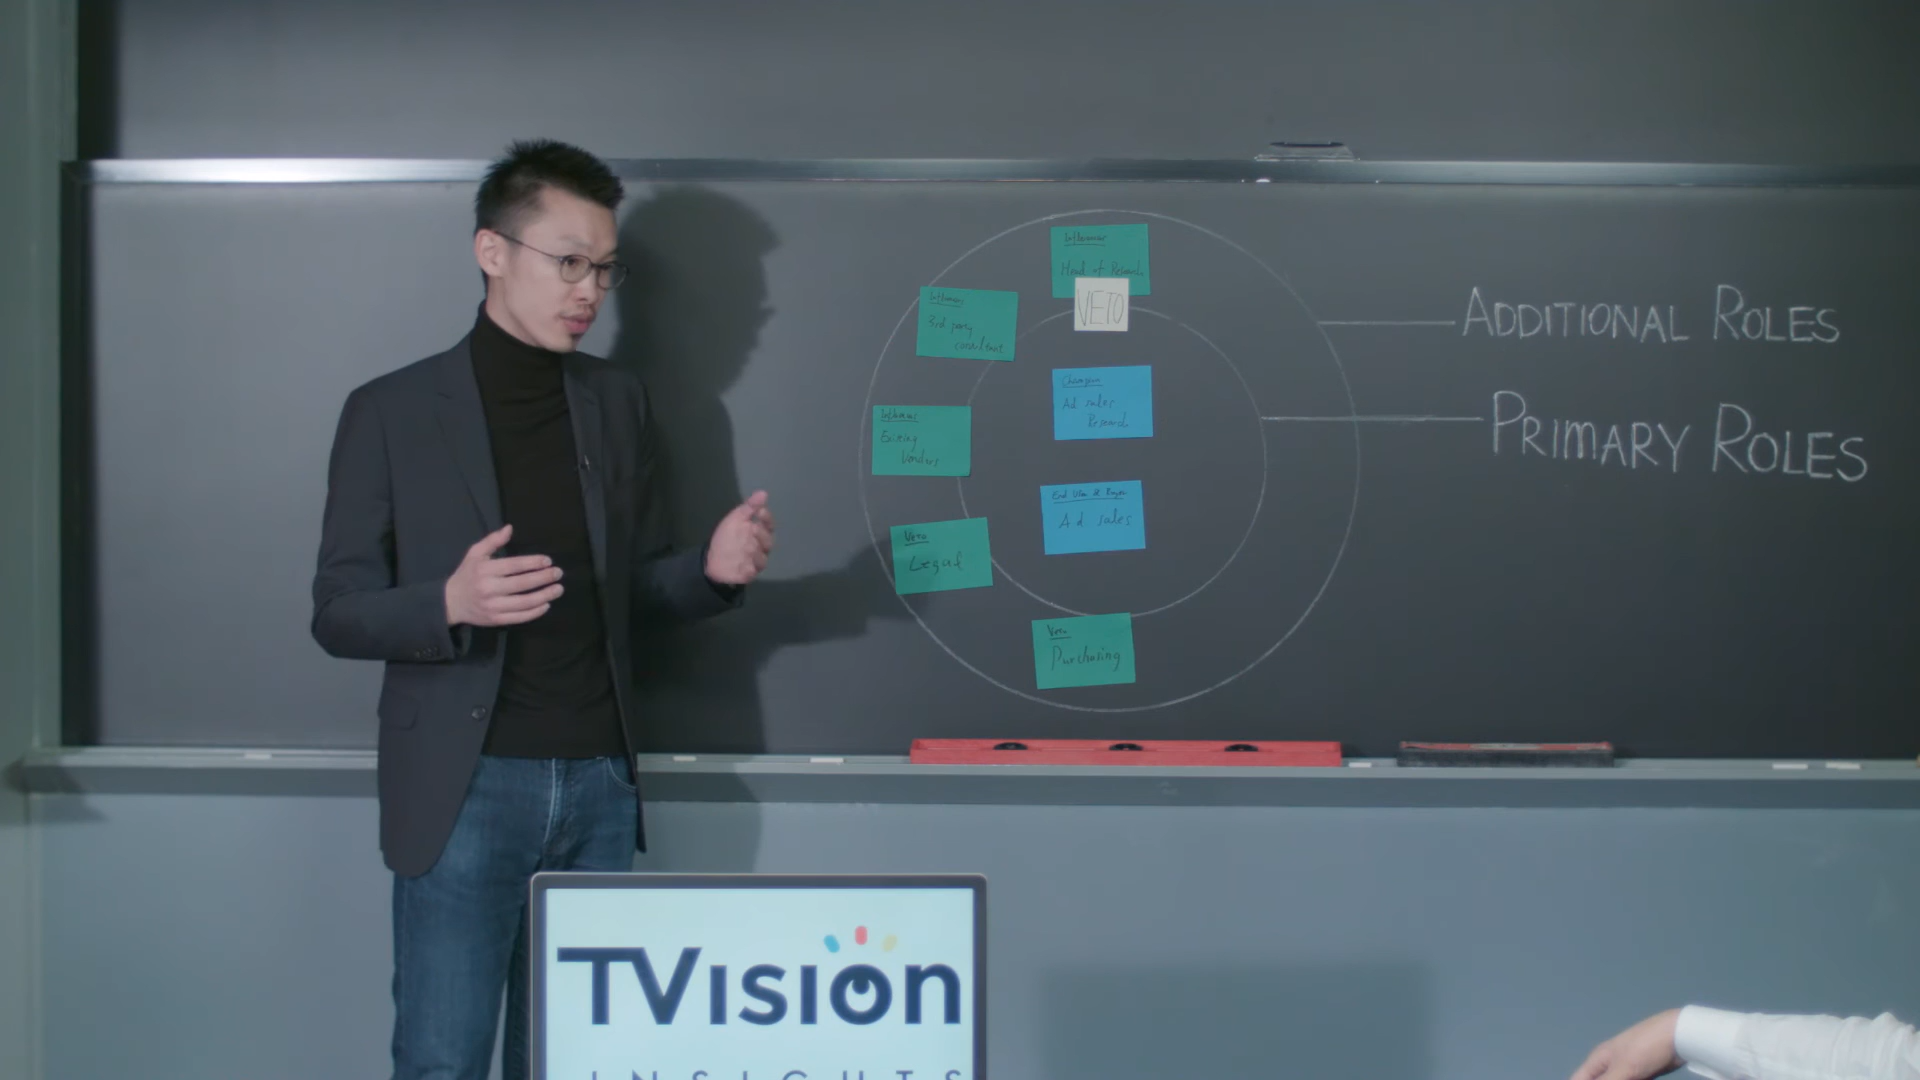 Influencer
Head of Research
VETO
Influencer
3rd party
consultant
Champion
Ad sales
Research
Influencer
Existing
Vendors
End User & Buyer
Ad sales
Veto
Legal
Veto
Purchasing
ADDITIONAL ROLES
PRIMARY ROLES
TVision
INSIGHTS